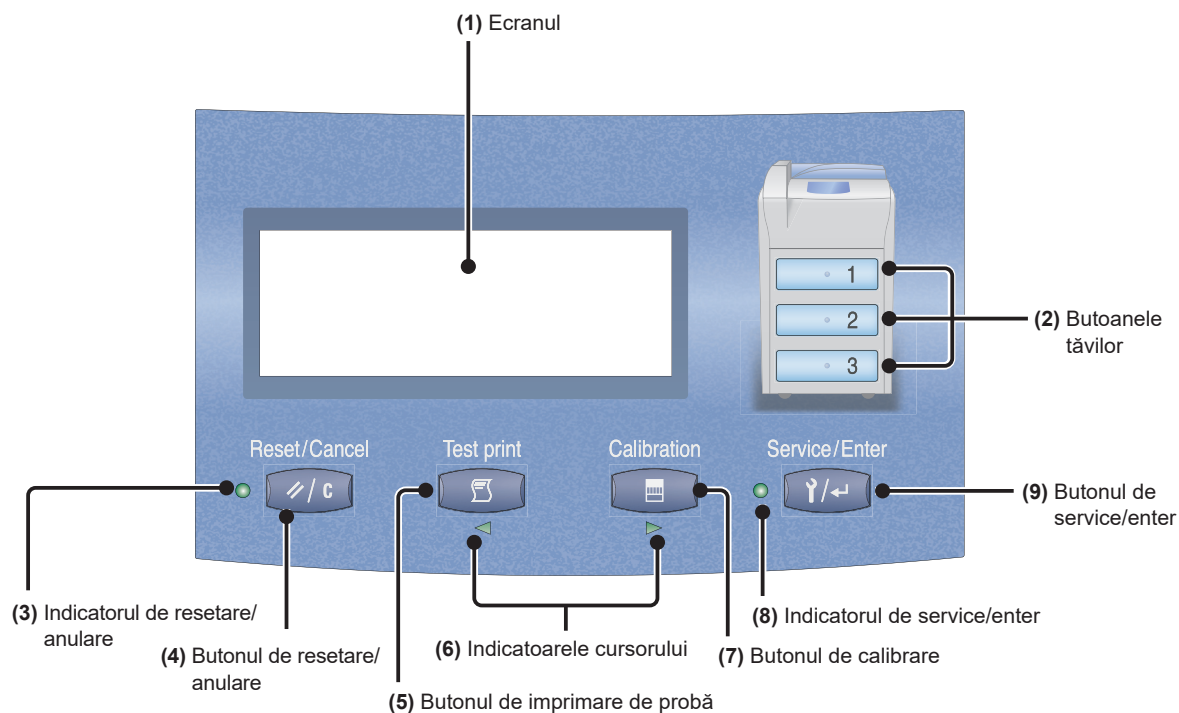 (1) Ecranul
1
2
3
(2) Butoanele
tăvilor
Reset/Cancel
Test print
Calibration
Service/Enter
/ C
/
(9) Butonul de
service/enter
(3) Indicatorul de resetare/
anulare
(4) Butonul de resetare/
anulare
(5) Butonul de imprimare de probă
(6) Indicatoarele cursorului
(7) Butonul de calibrare
(8) Indicatorul de service/enter